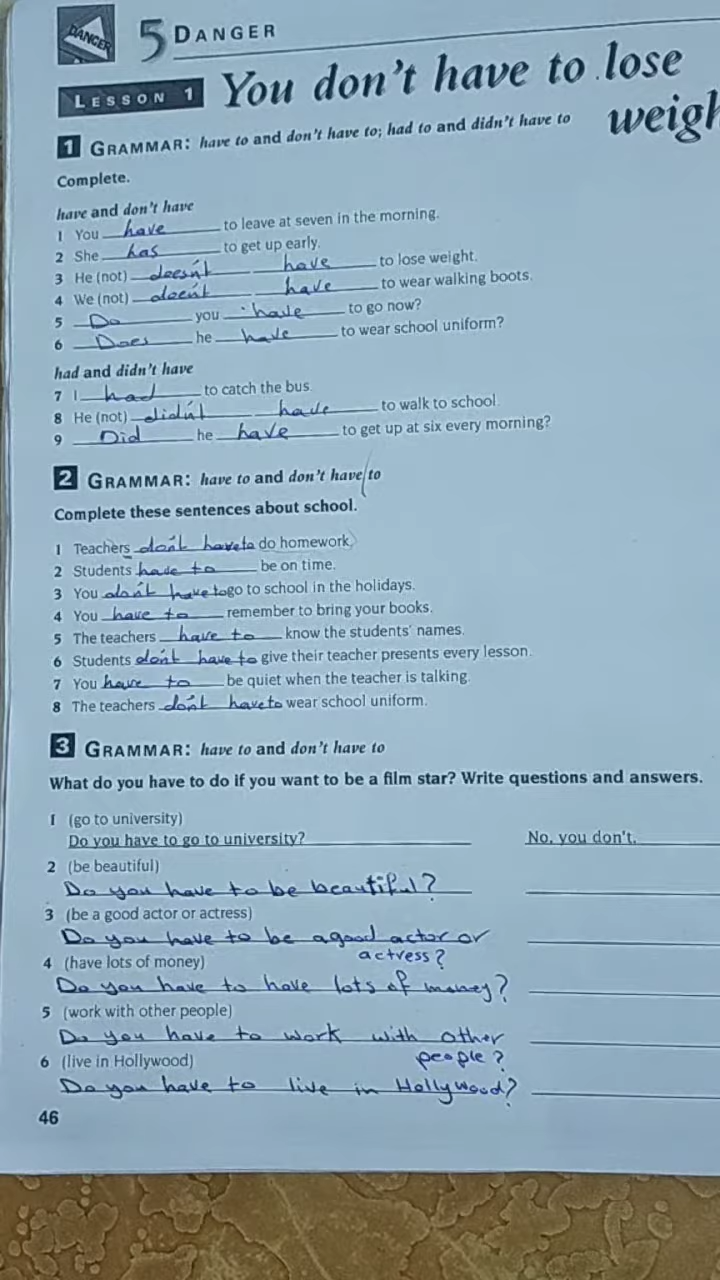 DANGER
5 DANGER
LESSON 1 You don't have to lose
weigh
1 GRAMMAR: have to and don't have to; had to and didn't have to
Complete.
have and don't have
1 You have to leave at seven in the morning.
2 She has to get up early.
3 He (not) doesn't have to lose weight.
4 We (not) doen't have to wear walking boots.
5 Do you have to go now?
6 Does he have to wear school uniform?
had and didn't have
7 I had to catch the bus.
8 He (not) didn't have to walk to school.
9 Did he have to get up at six every morning?
2 GRAMMAR: have to and don't have to
Complete these sentences about school.
1 Teachers don't have to do homework.
2 Students have to be on time.
3 You don't have to go to school in the holidays.
4 You have to remember to bring your books.
5 The teachers have to know the students' names.
6 Students don't have to give their teacher presents every lesson.
7 You have to be quiet when the teacher is talking.
8 The teachers don't have to wear school uniform.
3 GRAMMAR: have to and don't have to
What do you have to do if you want to be a film star? Write questions and answers.
1 (go to university)
Do you have to go to university? No, you don't.
2 (be beautiful)
Do you have to be beautiful?
3 (be a good actor or actress)
Do you have to be a good actor or
actress?
4 (have lots of money)
Do you have to have lots of money?
5 (work with other people)
Do you have to work with other
people?
6 (live in Hollywood)
Do you have to live in Hollywood?
46